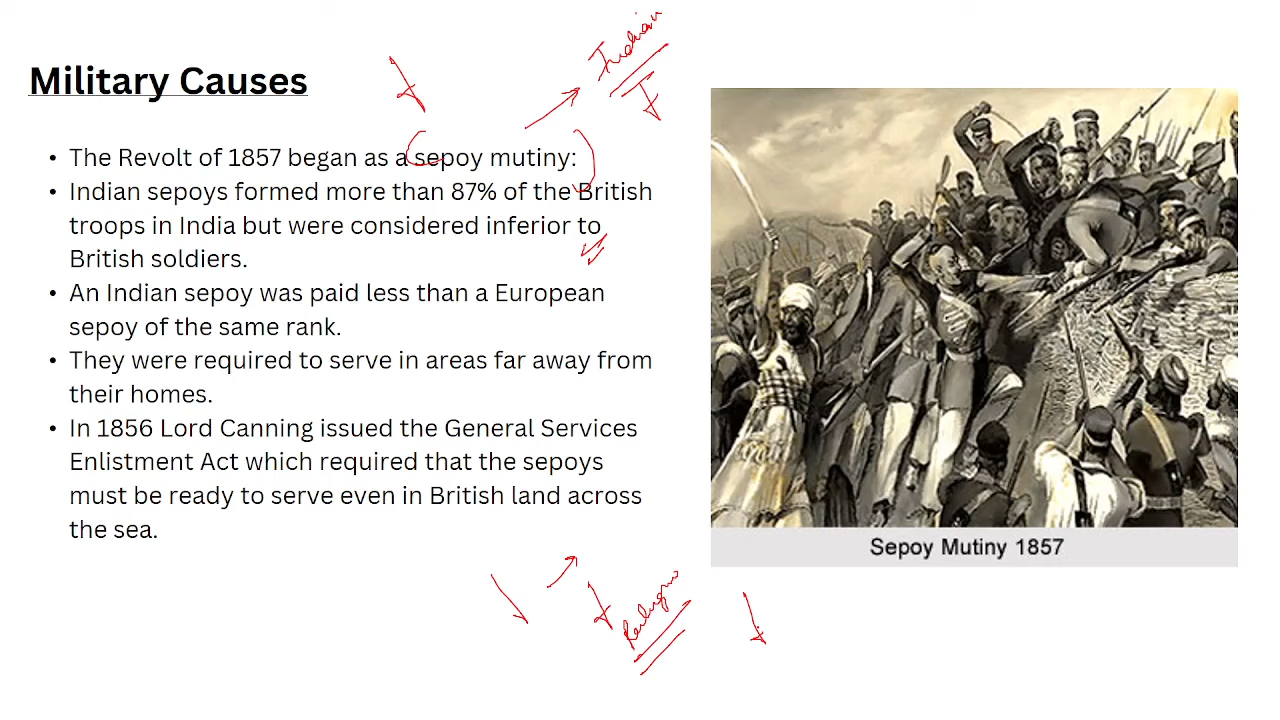 Indian
Military Causes
• The Revolt of 1857 began as a sepoy mutiny:
• Indian sepoys formed more than 87% of the British
troops in India but were considered inferior to
British soldiers.
• An Indian sepoy was paid less than a European
sepoy of the same rank.
• They were required to serve in areas far away from
their homes.
• In 1856 Lord Canning issued the General Services
Enlistment Act which required that the sepoys
must be ready to serve even in British land across
the sea.
Sepoy Mutiny 1857